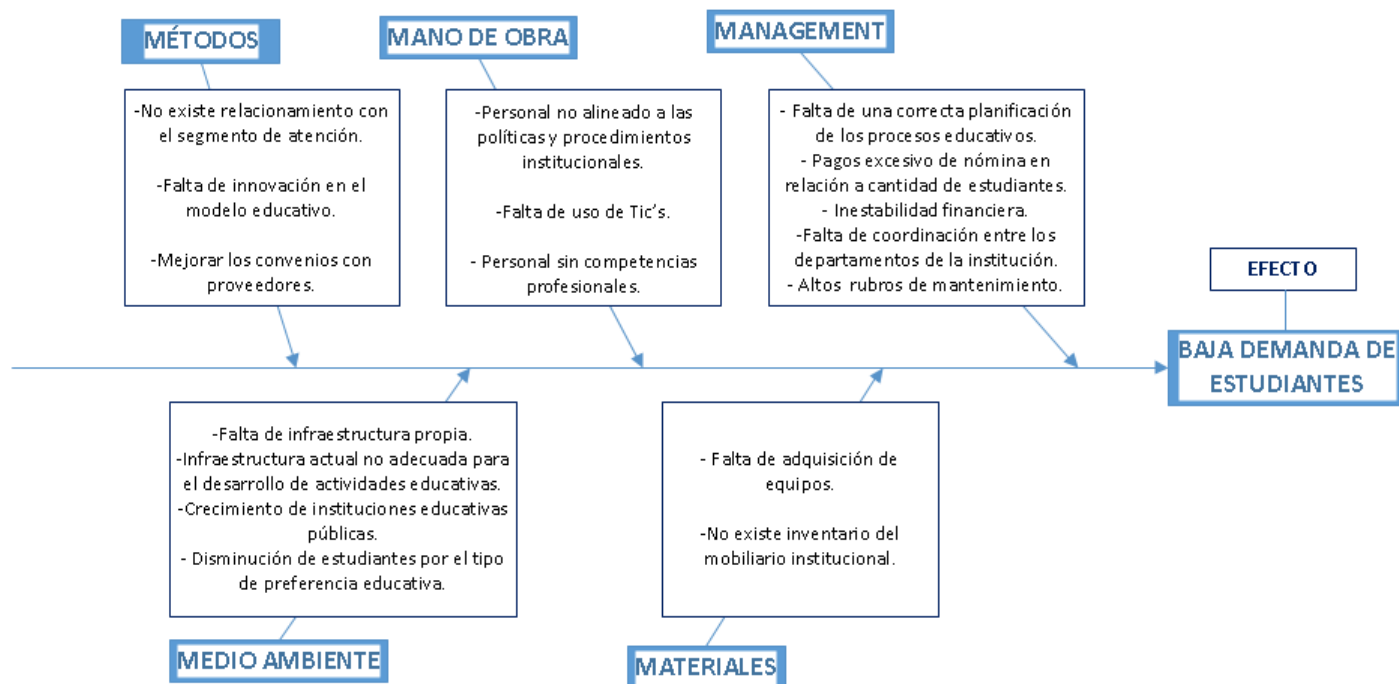 MÉTODOS
-No existe relacionamiento con
el segmento de atención.
-Falta de innovación en el
modelo educativo.
-Mejorar los convenios con
proveedores.
MANO DE OBRA
-Personal no alineado a las
políticas y procedimientos
institucionales.
-Falta de uso de Tic's.
- Personal sin competencias
profesionales.
MANAGEMENT
- Falta de una correcta planificación
de los procesos educativos.
- Pagos excesivo de nómina en
relación a cantidad de estudiantes.
- Inestabilidad financiera.
-Falta de coordinación entre los
departamentos de la institución.
- Altos rubros de mantenimiento.
EFECTO
BAJA DEMANDA DE
ESTUDIANTES
-Falta de infraestructura propia.
-Infraestructura actual no adecuada para
el desarrollo de actividades educativas.
-Crecimiento de instituciones educativas
públicas.
- Disminución de estudiantes por el tipo
de preferencia educativa.
MEDIO AMBIENTE
- Falta de adquisición de
equipos.
-No existe inventario del
mobiliario institucional.
MATERIALES